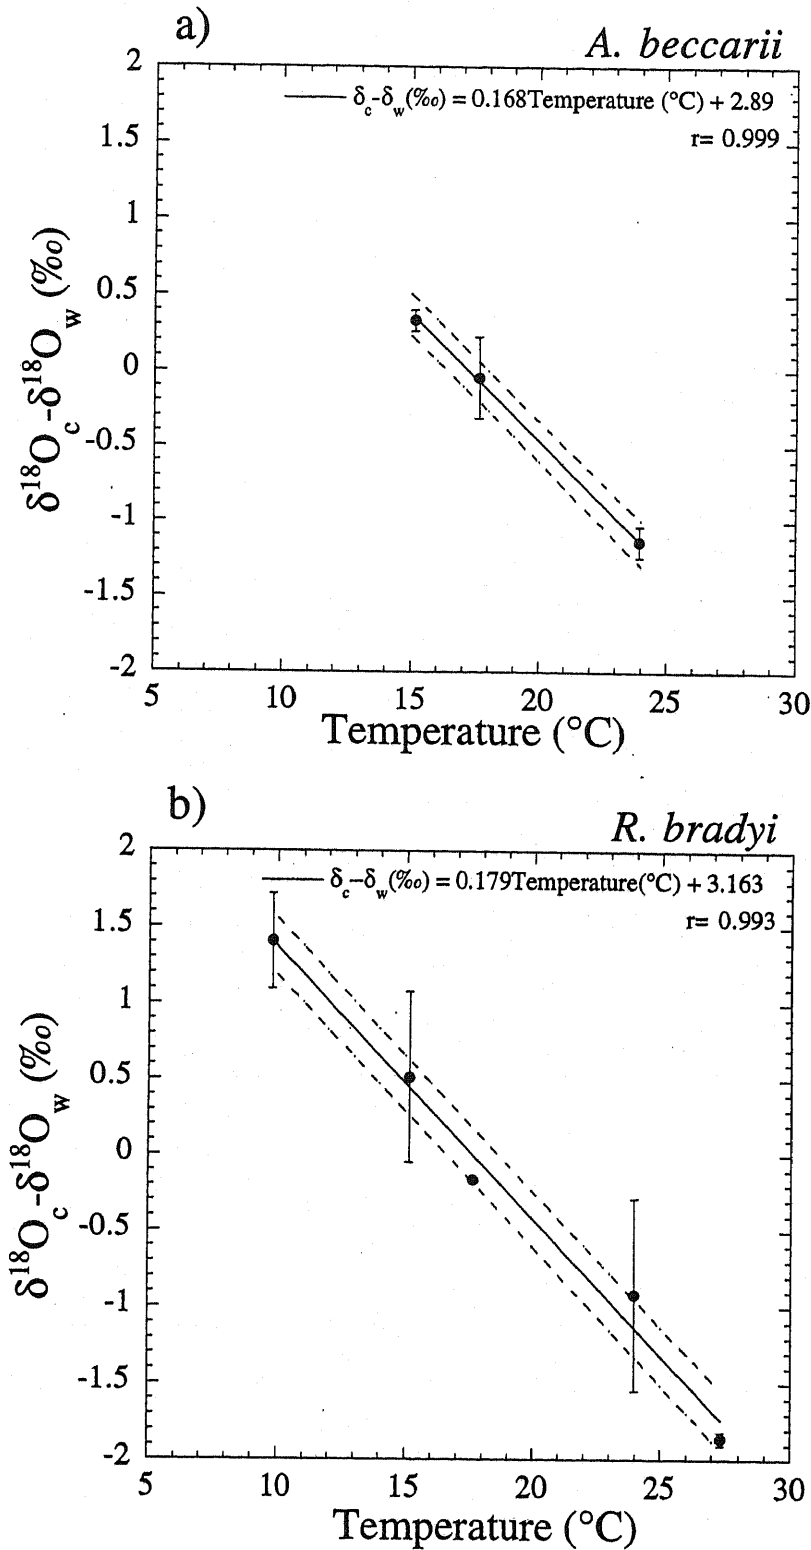 a)
A. beccarii
δc-δw(‰) = 0.168Temperature (°C) + 2.89
r= 0.999
2
1.5
1
0.5
0
-0.5
-1
-1.5
-2
δ18Oc-δ18Ow (‰)
5 10 15 20 25 30
Temperature (°C)
b)
R. bradyi
δc–δw(‰) = 0.179Temperature(°C) + 3.163
r= 0.993
2
1.5
1
0.5
0
-0.5
-1
-1.5
-2
δ18Oc-δ18Ow (‰)
5 10 15 20 25 30
Temperature (°C)